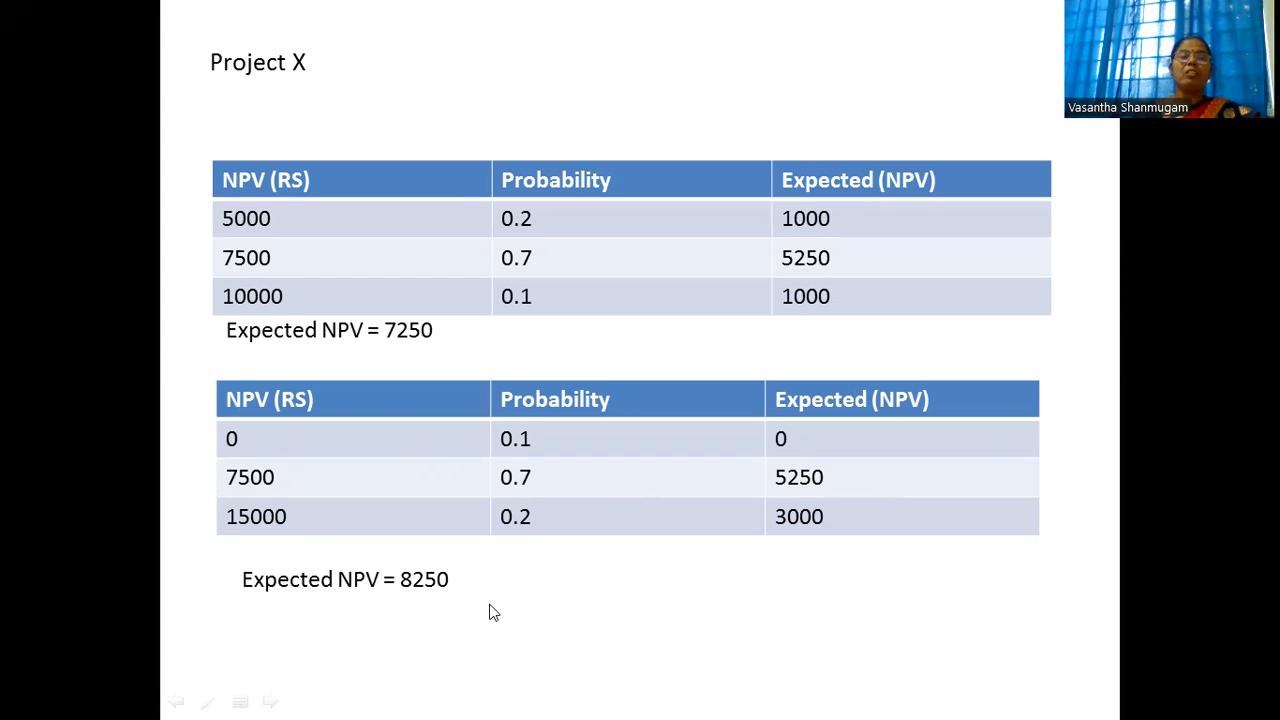 Project X
Vasantha Shanmugam
NPV (RS) Probability Expected (NPV)
5000 0.2 1000
7500 0.7 5250
10000 0.1 1000
Expected NPV = 7250
NPV (RS) Probability Expected (NPV)
0 0.1 0
7500 0.7 5250
15000 0.2 3000
Expected NPV = 8250